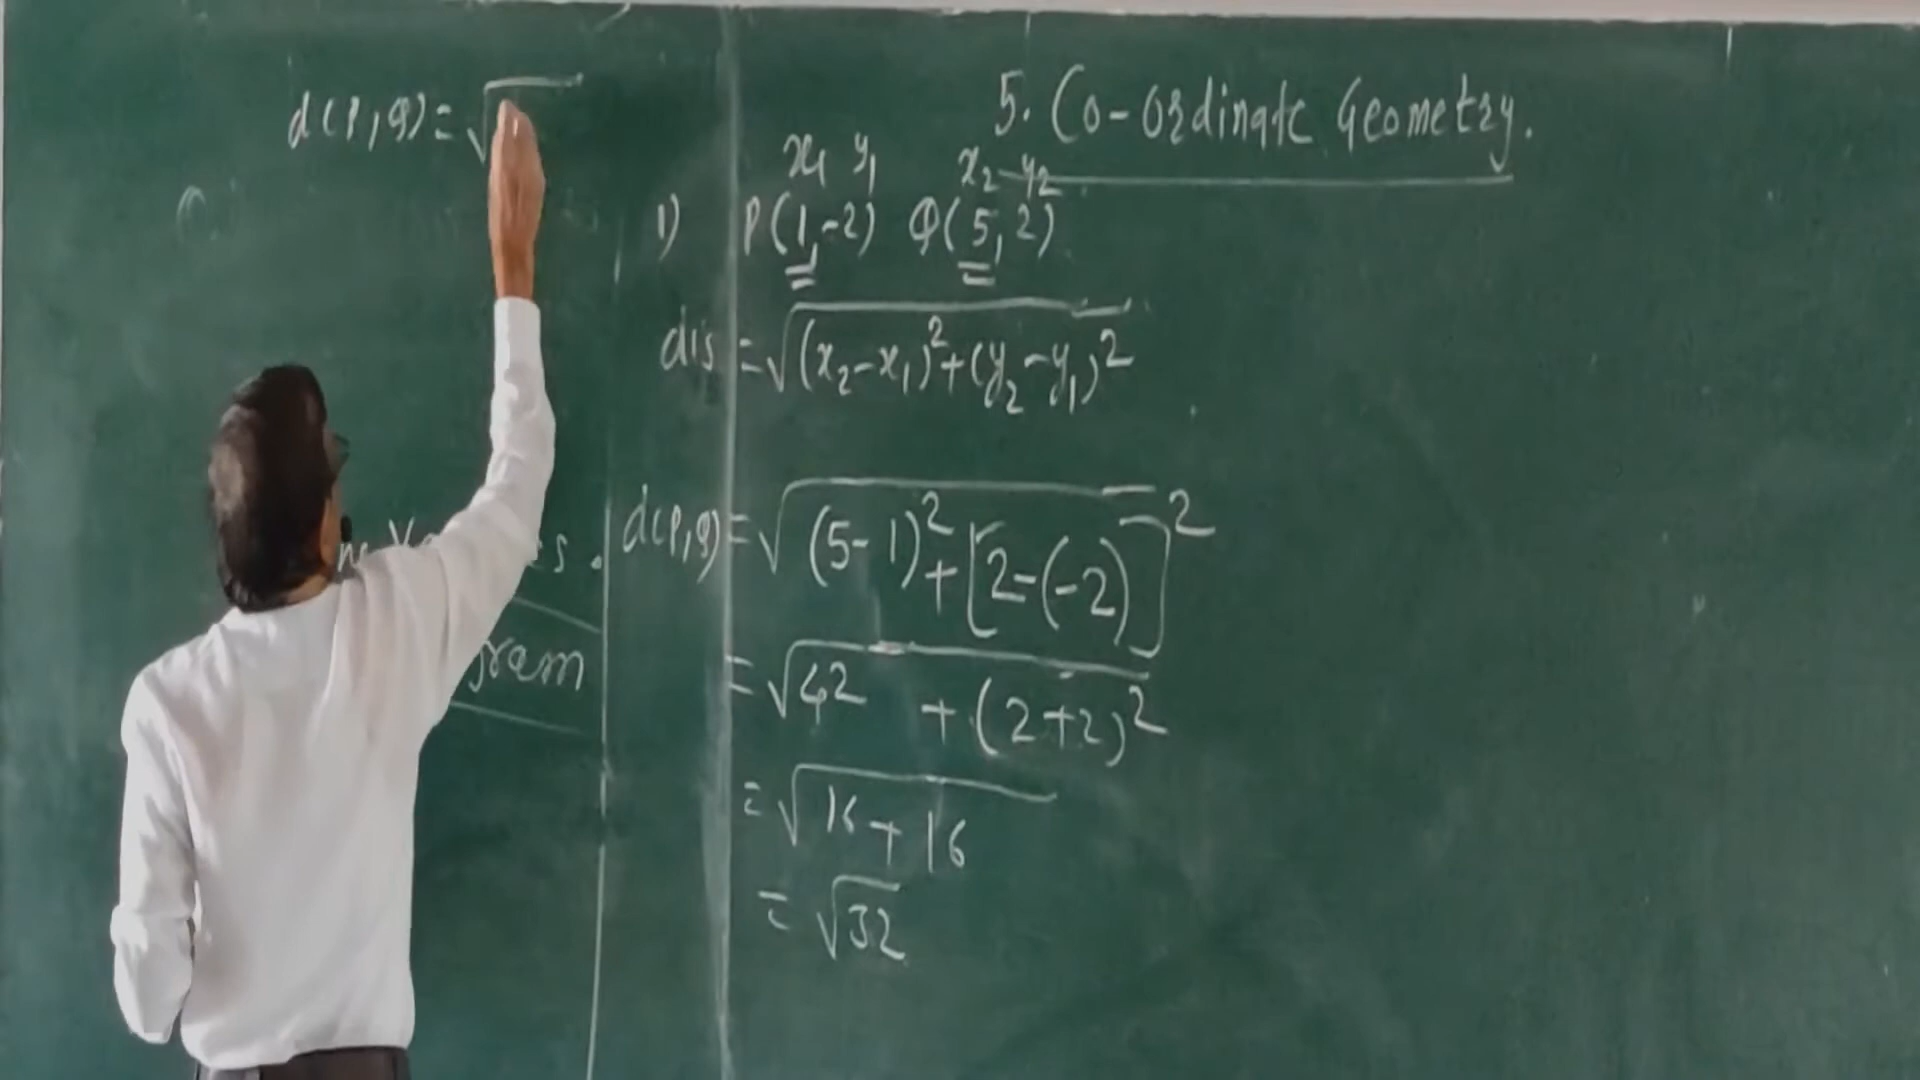 d(P,Q)=√
5. Co-ordinate Geometry.
x₁ y₁ x₂ y₂
1) P(1,-2) Q(5,2)
dis = √(x₂-x₁)²+(y₂-y₁)²
d(P,Q)=√(5-1)²+[2-(-2)]²
= √4² + (2+2)²
= √16+16
= √32